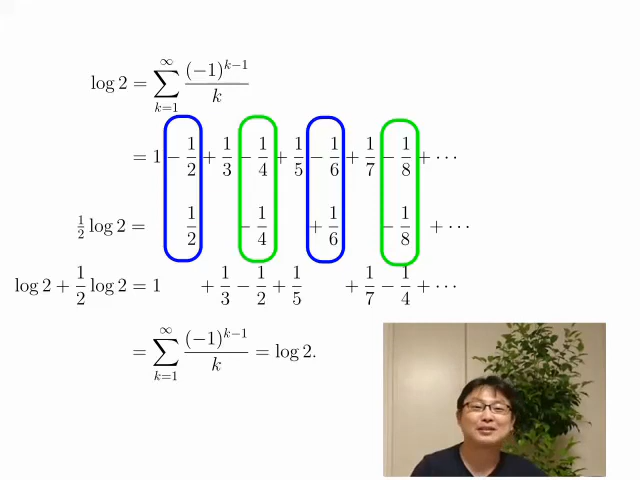 log 2 = ∑_{k=1}^{∞} (−1)^{k−1}/k
= 1 − 1/2 + 1/3 − 1/4 + 1/5 − 1/6 + 1/7 − 1/8 + ⋯
1/2 log 2 = 1/2 − 1/4 + 1/6 − 1/8 + ⋯
log 2 + 1/2 log 2 = 1 + 1/3 − 1/2 + 1/5 + 1/7 − 1/4 + ⋯
= ∑_{k=1}^{∞} (−1)^{k−1}/k = log 2.